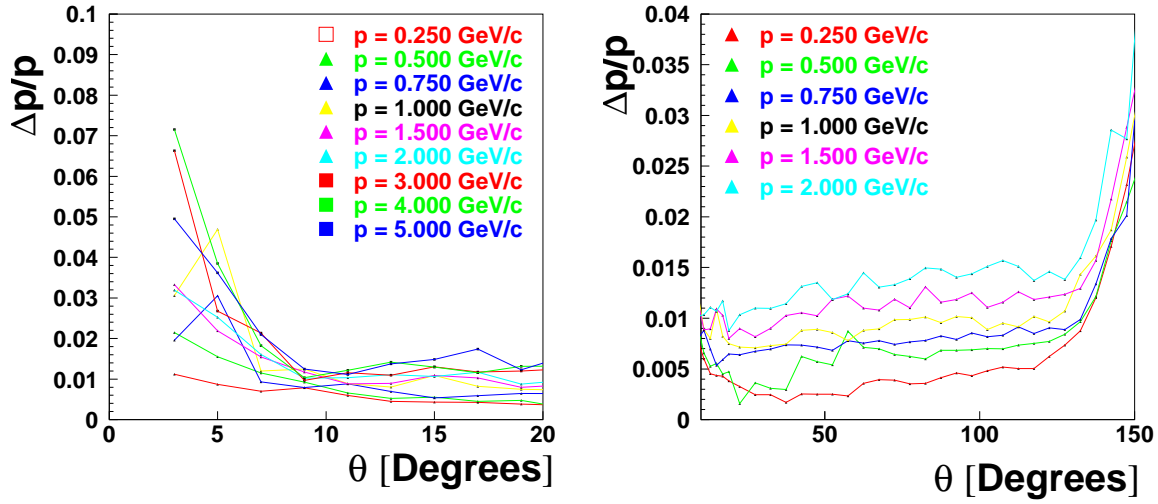 Δp/p
0.1
0.09
0.08
0.07
0.06
0.05
0.04
0.03
0.02
0.01
0
p = 0.250 GeV/c
p = 0.500 GeV/c
p = 0.750 GeV/c
p = 1.000 GeV/c
p = 1.500 GeV/c
p = 2.000 GeV/c
p = 3.000 GeV/c
p = 4.000 GeV/c
p = 5.000 GeV/c
0 5 10 15 20
θ [Degrees]
Δp/p
0.04
0.035
0.03
0.025
0.02
0.015
0.01
0.005
0
p = 0.250 GeV/c
p = 0.500 GeV/c
p = 0.750 GeV/c
p = 1.000 GeV/c
p = 1.500 GeV/c
p = 2.000 GeV/c
50 100 150
θ [Degrees]